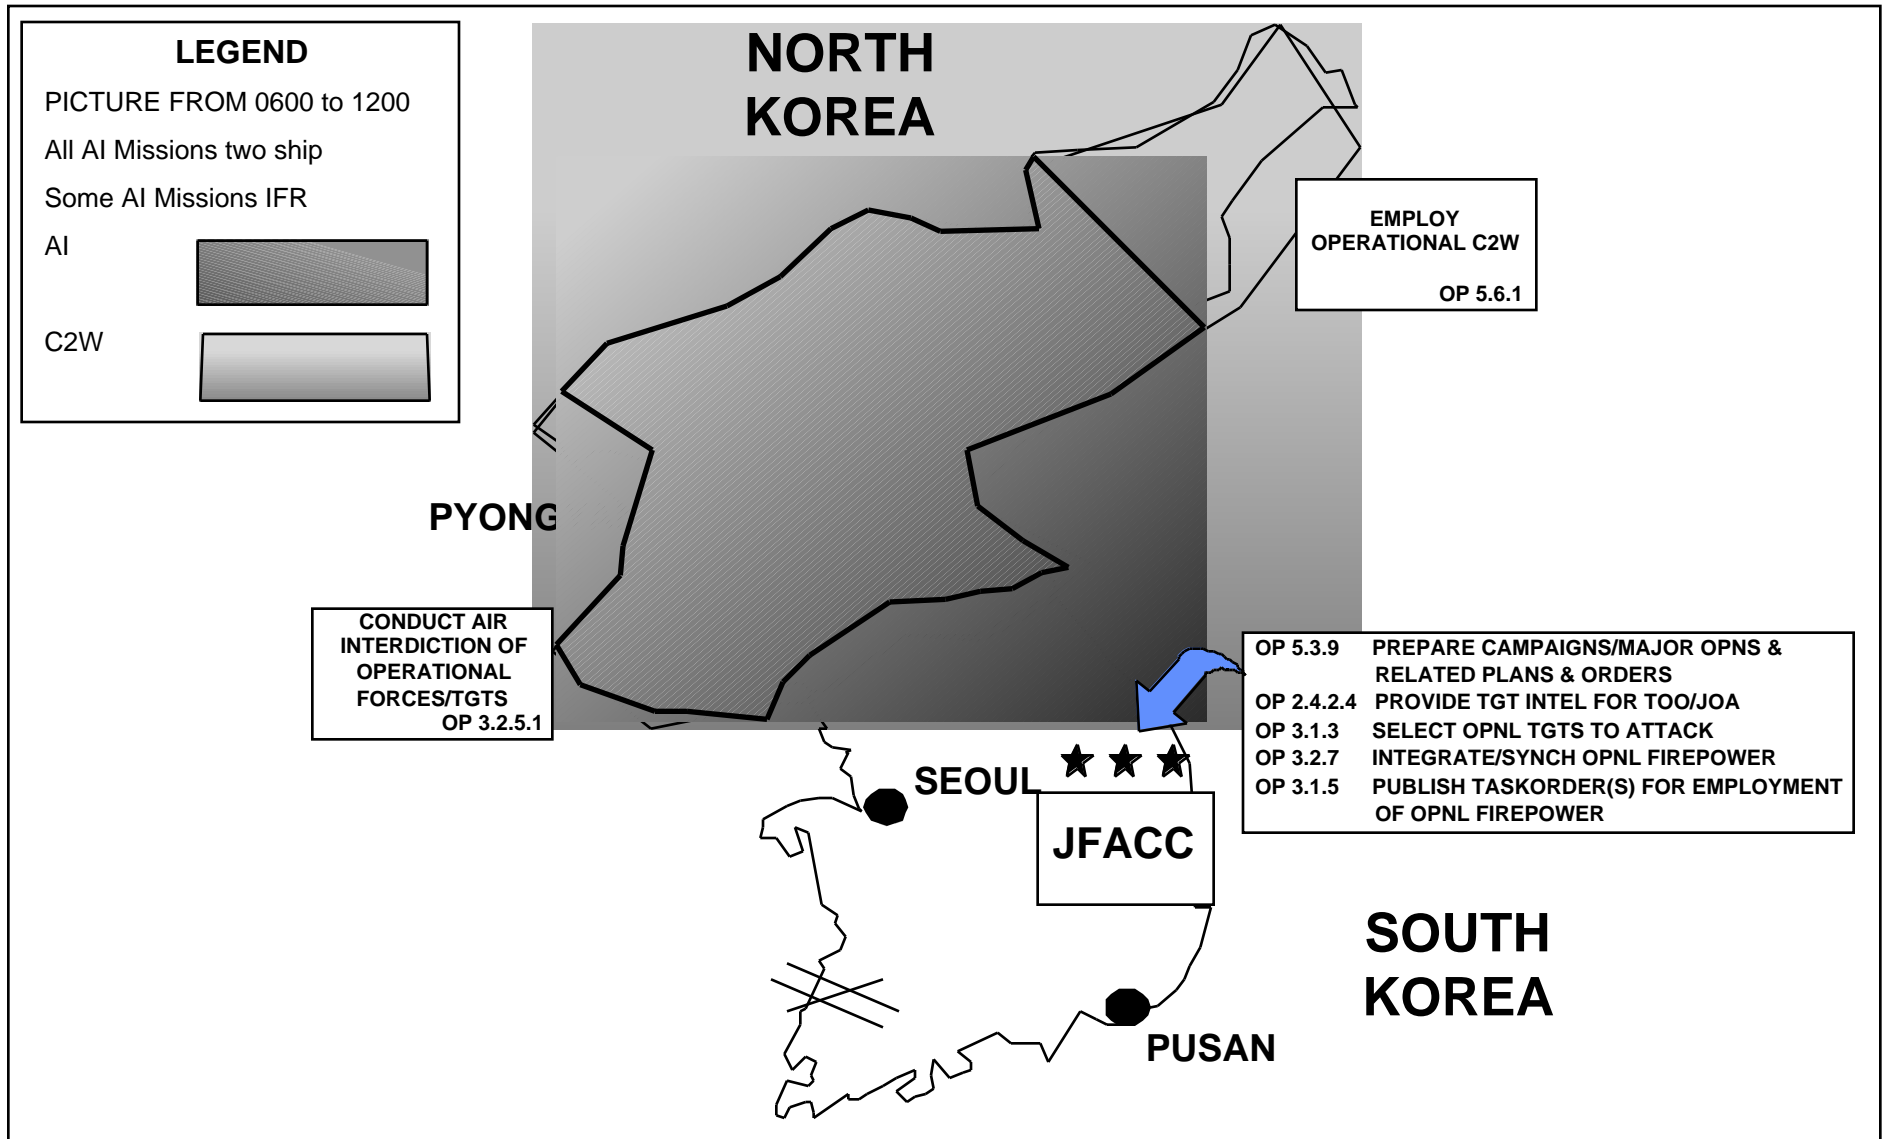 LEGEND
PICTURE FROM 0600 to 1200
All AI Missions two ship
Some AI Missions IFR
AI
C2W
NORTH
KOREA
EMPLOY
OPERATIONAL C2W
OP 5.6.1
PYONG
CONDUCT AIR
INTERDICTION OF
OPERATIONAL
FORCES/TGTS
OP 3.2.5.1
OP 5.3.9 PREPARE CAMPAIGNS/MAJOR OPNS &
RELATED PLANS & ORDERS
OP 2.4.2.4 PROVIDE TGT INTEL FOR TOO/JOA
OP 3.1.3 SELECT OPNL TGTS TO ATTACK
OP 3.2.7 INTEGRATE/SYNCH OPNL FIREPOWER
OP 3.1.5 PUBLISH TASKORDER(S) FOR EMPLOYMENT
OF OPNL FIREPOWER
SEOUL
JFACC
SOUTH
KOREA
PUSAN